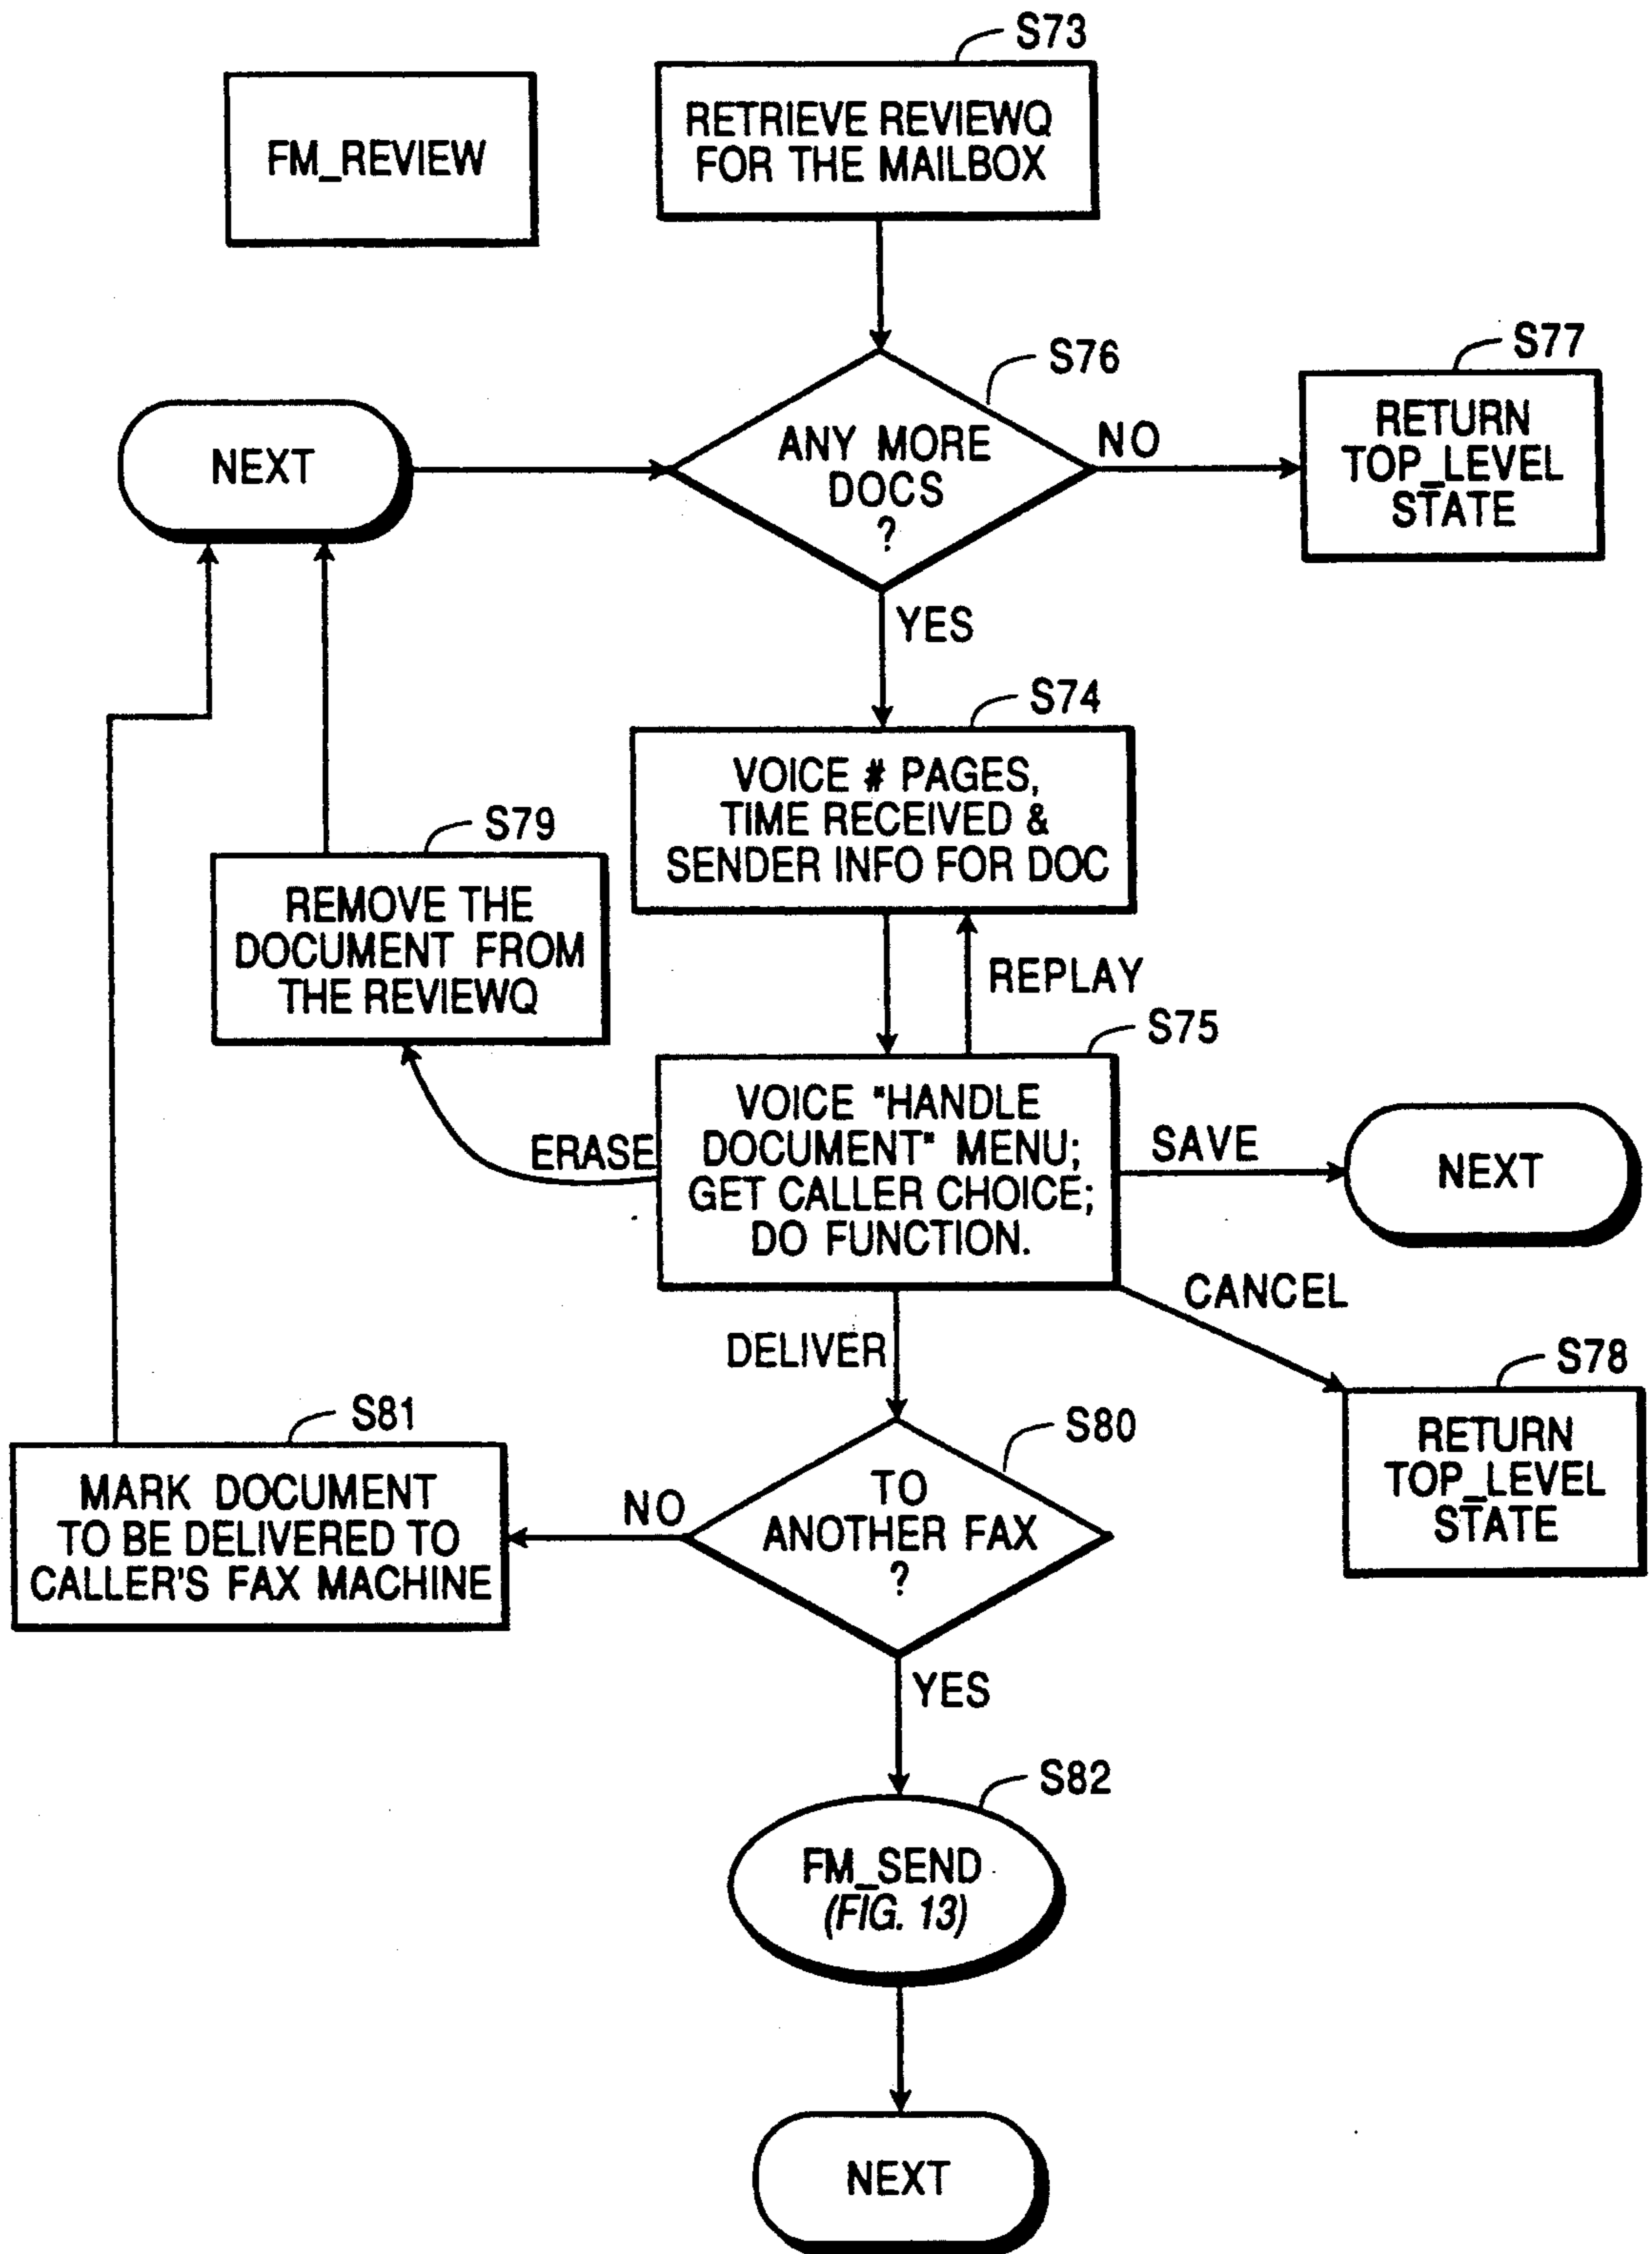 S73
FM_REVIEW
RETRIEVE REVIEWQ
FOR THE MAILBOX
S76
S77
NEXT
ANY MORE
DOCS
?
NO
RETURN
TOP_LEVEL
STATE
YES
S74
VOICE # PAGES,
TIME RECEIVED &
SENDER INFO FOR DOC
S79
REMOVE THE
DOCUMENT FROM
THE REVIEWQ
REPLAY
S75
ERASE
VOICE "HANDLE
DOCUMENT" MENU;
GET CALLER CHOICE;
DO FUNCTION.
SAVE
NEXT
CANCEL
DELIVER
S78
RETURN
TOP_LEVEL
STATE
S81
MARK DOCUMENT
TO BE DELIVERED TO
CALLER'S FAX MACHINE
NO
S80
TO
ANOTHER FAX
?
YES
S82
FM_SEND
(FIG. 13)
NEXT